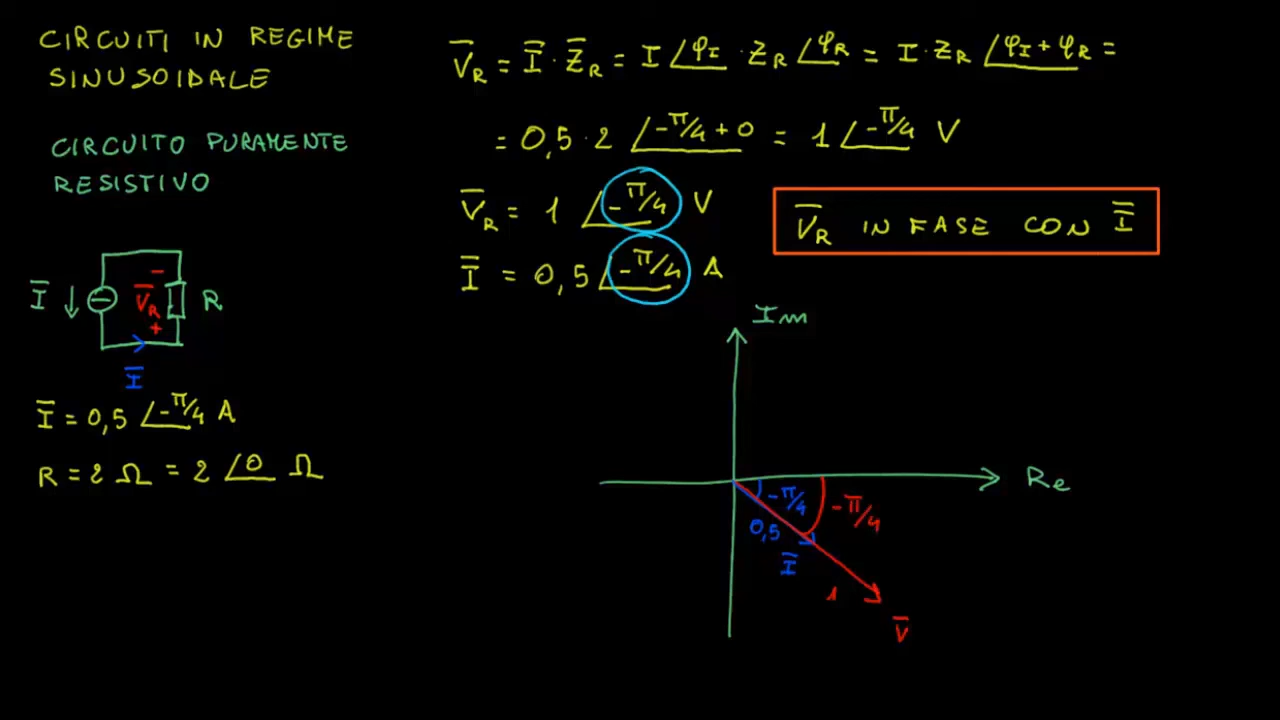 CIRCUITI IN REGIME
SINUSOIDALE
CIRCUITO PURAMENTE
RESISTIVO
I̅ ↓ − V̅R + R
I̅
I̅ = 0,5 ∠-π/4 A
R = 2 Ω = 2 ∠0 Ω
V̅R = I̅ · Z̅R = I ∠φI · ZR ∠φR = I · ZR ∠φI + φR =
= 0,5 · 2 ∠-π/4 + 0 = 1 ∠-π/4 V
V̅R = 1 ∠-π/4 V
I̅ = 0,5 ∠-π/4 A
V̅R IN FASE CON I̅
Im
Re
-π/4
-π/4
0,5
I̅
1
V̅